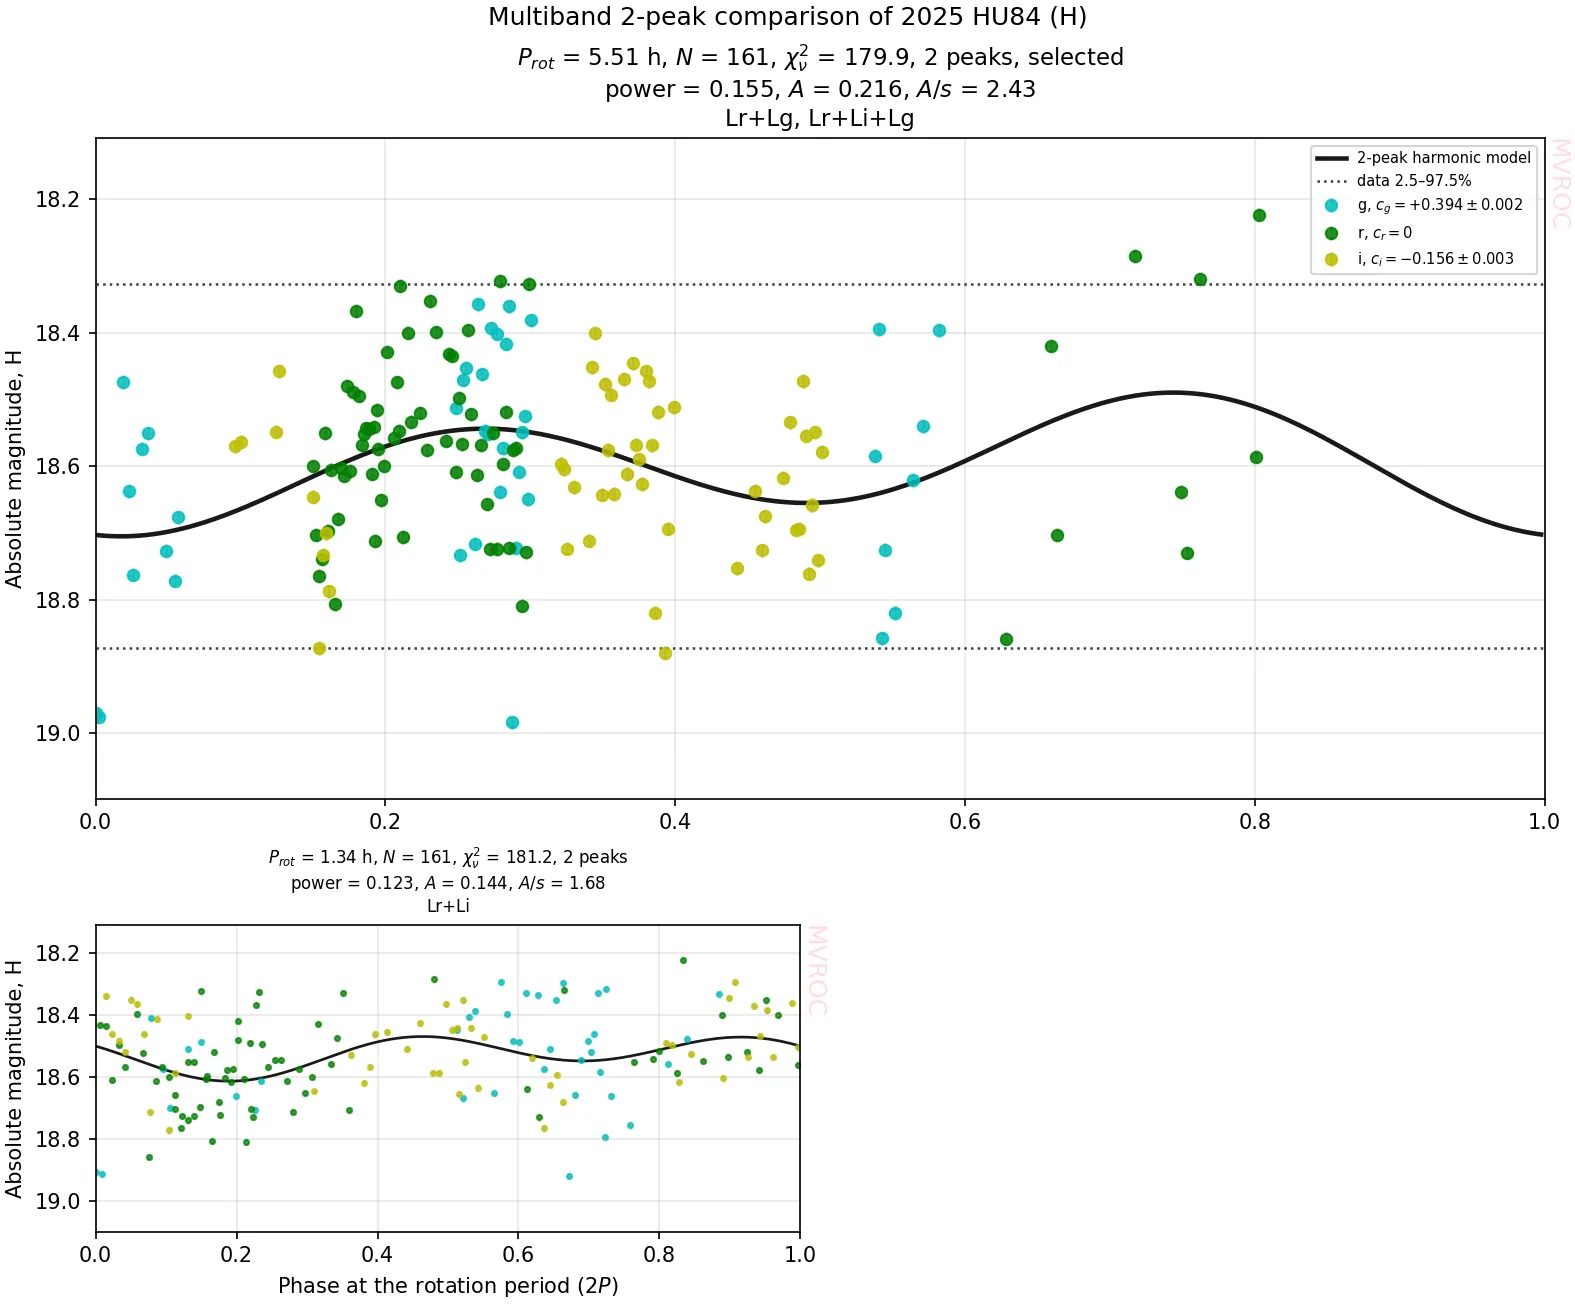 Multiband 2-peak comparison of 2025 HU84 (H)
P_rot = 5.51 h, N = 161, χ²_ν = 179.9, 2 peaks, selected
power = 0.155, A = 0.216, A/s = 2.43
Lr+Lg, Lr+Li+Lg
MVROC
2-peak harmonic model
data 2.5–97.5%
g, c_g = +0.394 ± 0.002
r, c_r = 0
i, c_i = −0.156 ± 0.003
Absolute magnitude, H
18.2
18.4
18.6
18.8
19.0
0.0 0.2 0.4 0.6 0.8 1.0
P_rot = 1.34 h, N = 161, χ²_ν = 181.2, 2 peaks
power = 0.123, A = 0.144, A/s = 1.68
Lr+Li
MVROC
Absolute magnitude, H
18.2
18.4
18.6
18.8
19.0
0.0 0.2 0.4 0.6 0.8 1.0
Phase at the rotation period (2P)